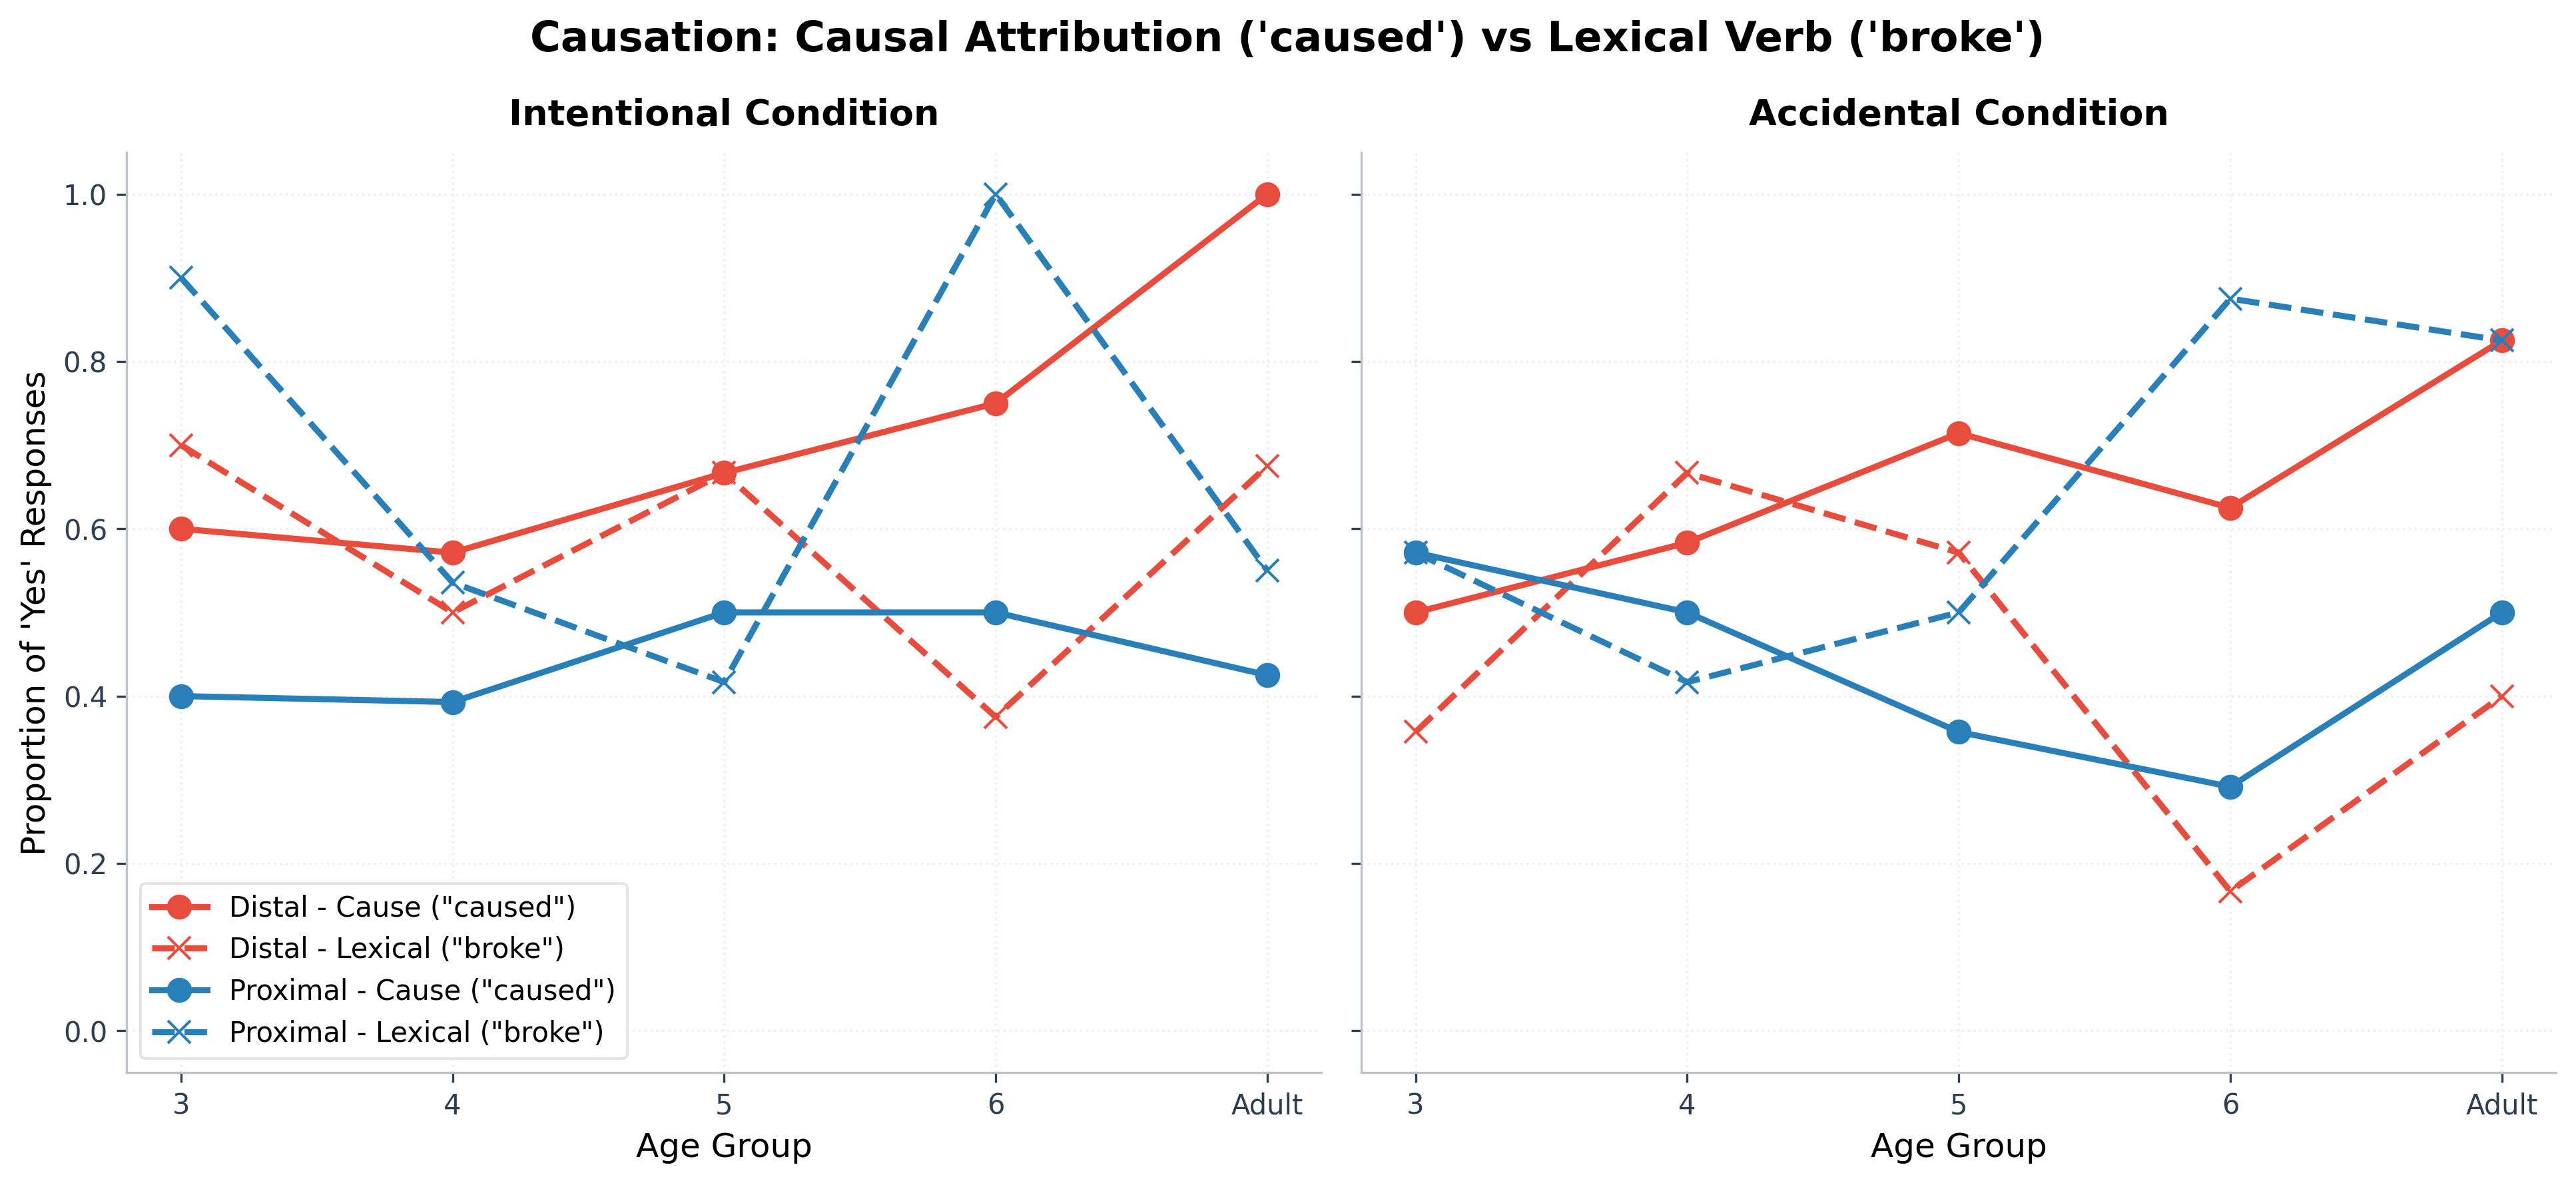 Causation: Causal Attribution ('caused') vs Lexical Verb ('broke')
Intentional Condition
Accidental Condition
Proportion of 'Yes' Responses
1.0
0.8
0.6
0.4
0.2
0.0
Distal - Cause ("caused")
Distal - Lexical ("broke")
Proximal - Cause ("caused")
Proximal - Lexical ("broke")
3 4 5 6 Adult
Age Group
3 4 5 6 Adult
Age Group